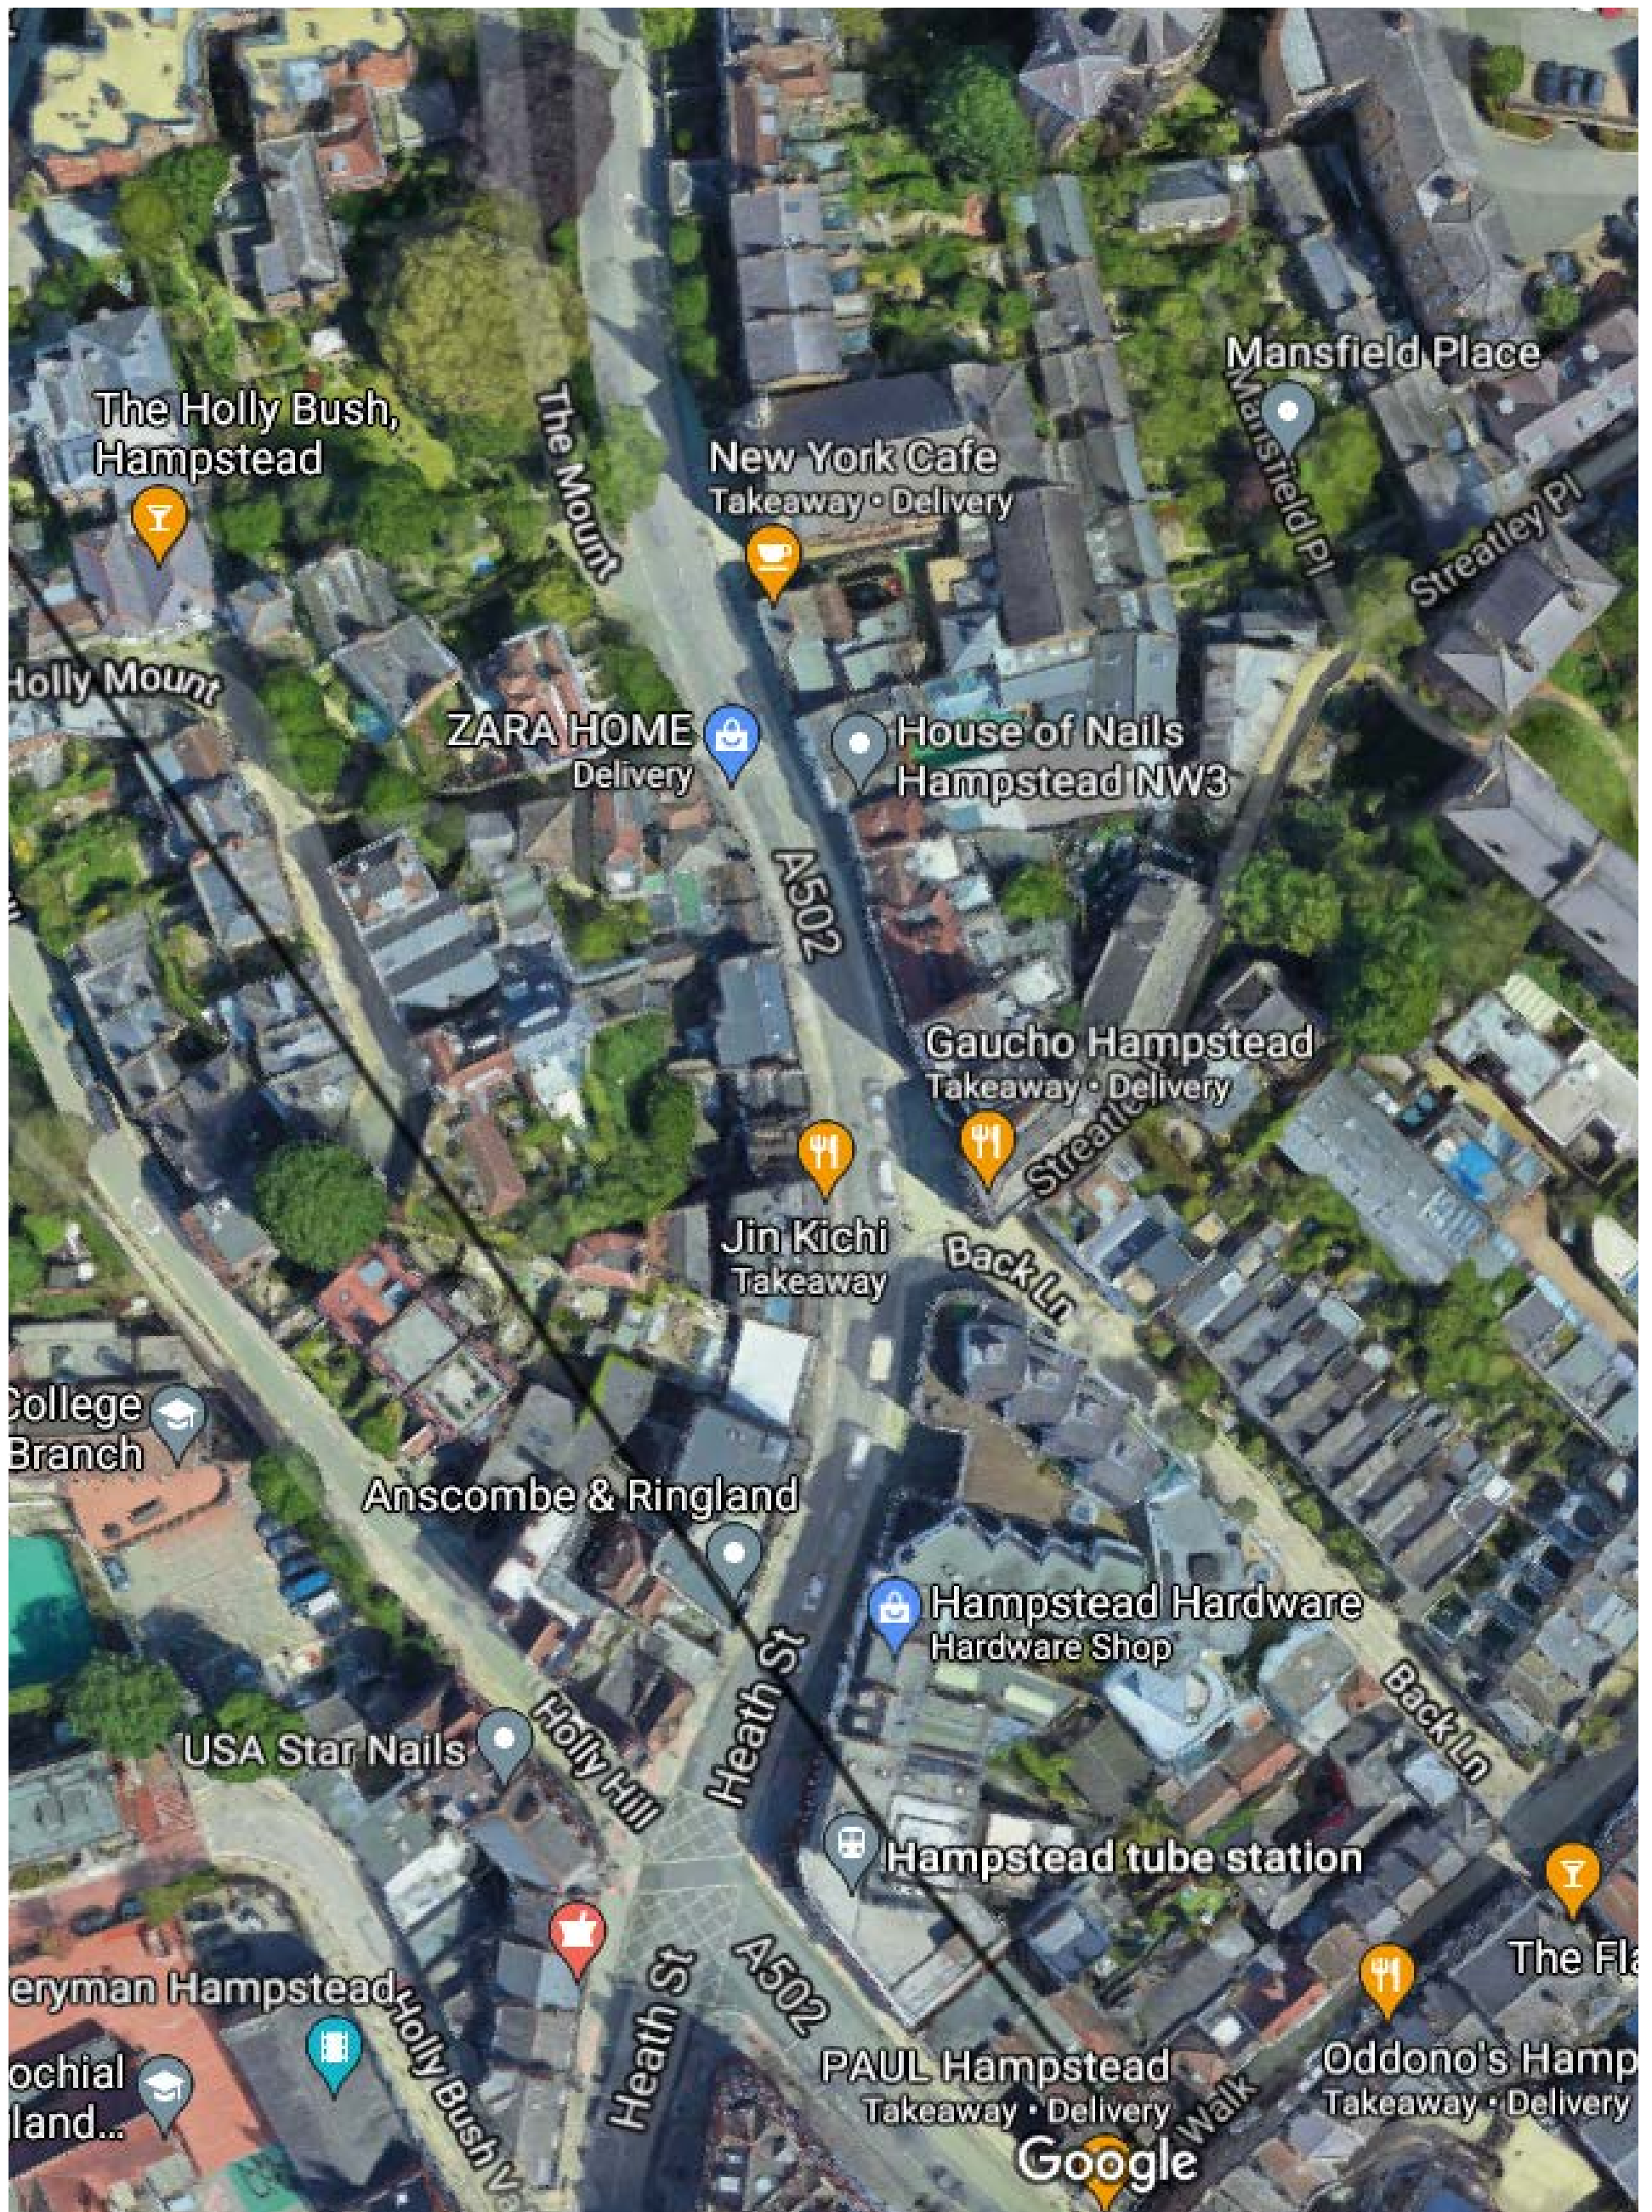 Mansfield Place
The Holly Bush,
Hampstead
The Mount
Mansfield Pl
New York Cafe
Takeaway • Delivery
Streatley Pl
Holly Mount
ZARA HOME
Delivery
House of Nails
Hampstead NW3
A502
Gaucho Hampstead
Takeaway • Delivery
Streatle
Jin Kichi
Takeaway
Back Ln
College
Branch
Anscombe & Ringland
Hampstead Hardware
Hardware Shop
Heath St
Back Ln
USA Star Nails
Holly Hill
Hampstead tube station
The Fla
A502
eryman Hampstead
Heath St
Holly Bush Va
ochial
land...
PAUL Hampstead
Takeaway • Delivery
Oddono's Hamp
Takeaway • Delivery
Walk
Google